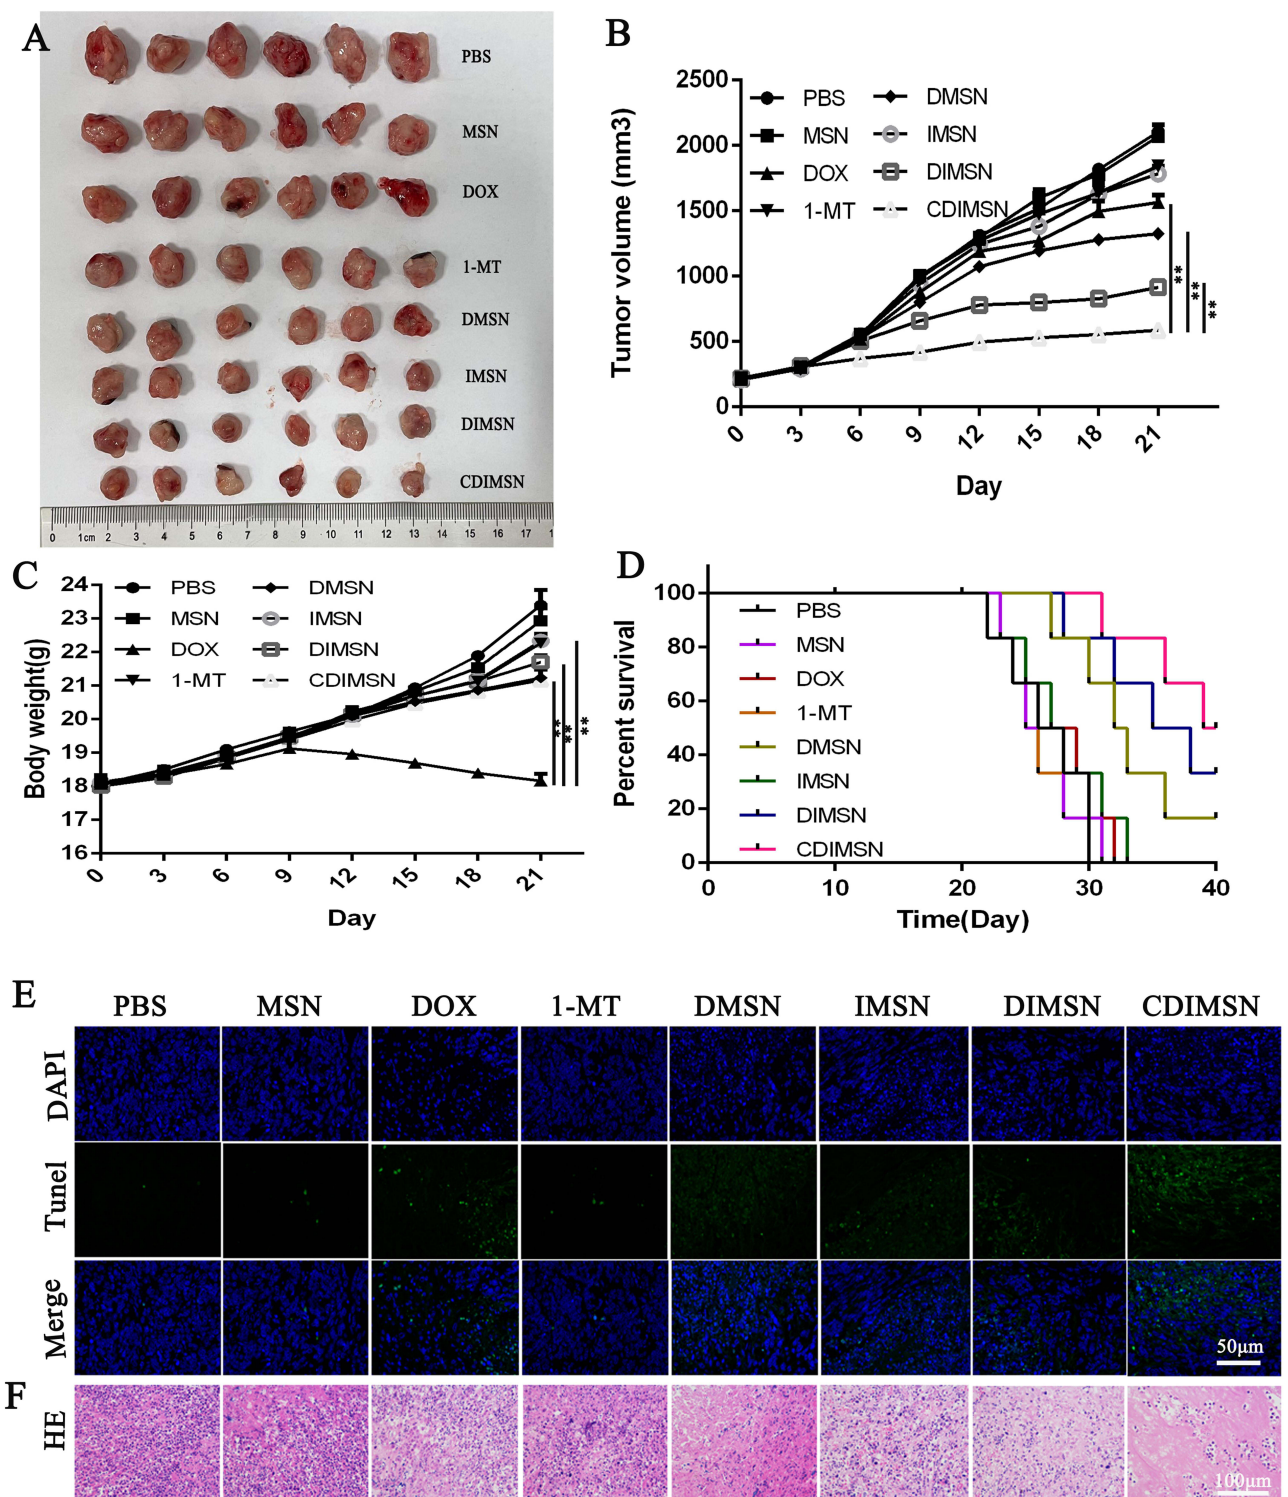 A
PBS
MSN
DOX
1-MT
DMSN
IMSN
DIMSN
CDIMSN
0 1cm 2 3 4 5 6 7 8 9 10 11 12 13 14 15 16 17 1
B
Tumor volume (mm3)
2500
2000
1500
1000
500
0
PBS
MSN
DOX
1-MT
DMSN
IMSN
DIMSN
CDIMSN
**
**
**
0 3 6 9 12 15 18 21
Day
C
Body weight(g)
24
23
22
21
20
19
18
17
16
PBS
MSN
DOX
1-MT
DMSN
IMSN
DIMSN
CDIMSN
**
**
**
0 3 6 9 12 15 18 21
Day
D
Percent survival
100
80
60
40
20
0
PBS
MSN
DOX
1-MT
DMSN
IMSN
DIMSN
CDIMSN
0 10 20 30 40
Time(Day)
E
PBS MSN DOX 1-MT DMSN IMSN DIMSN CDIMSN
DAPI
Tunel
Merge
50μm
F
HE
100μm